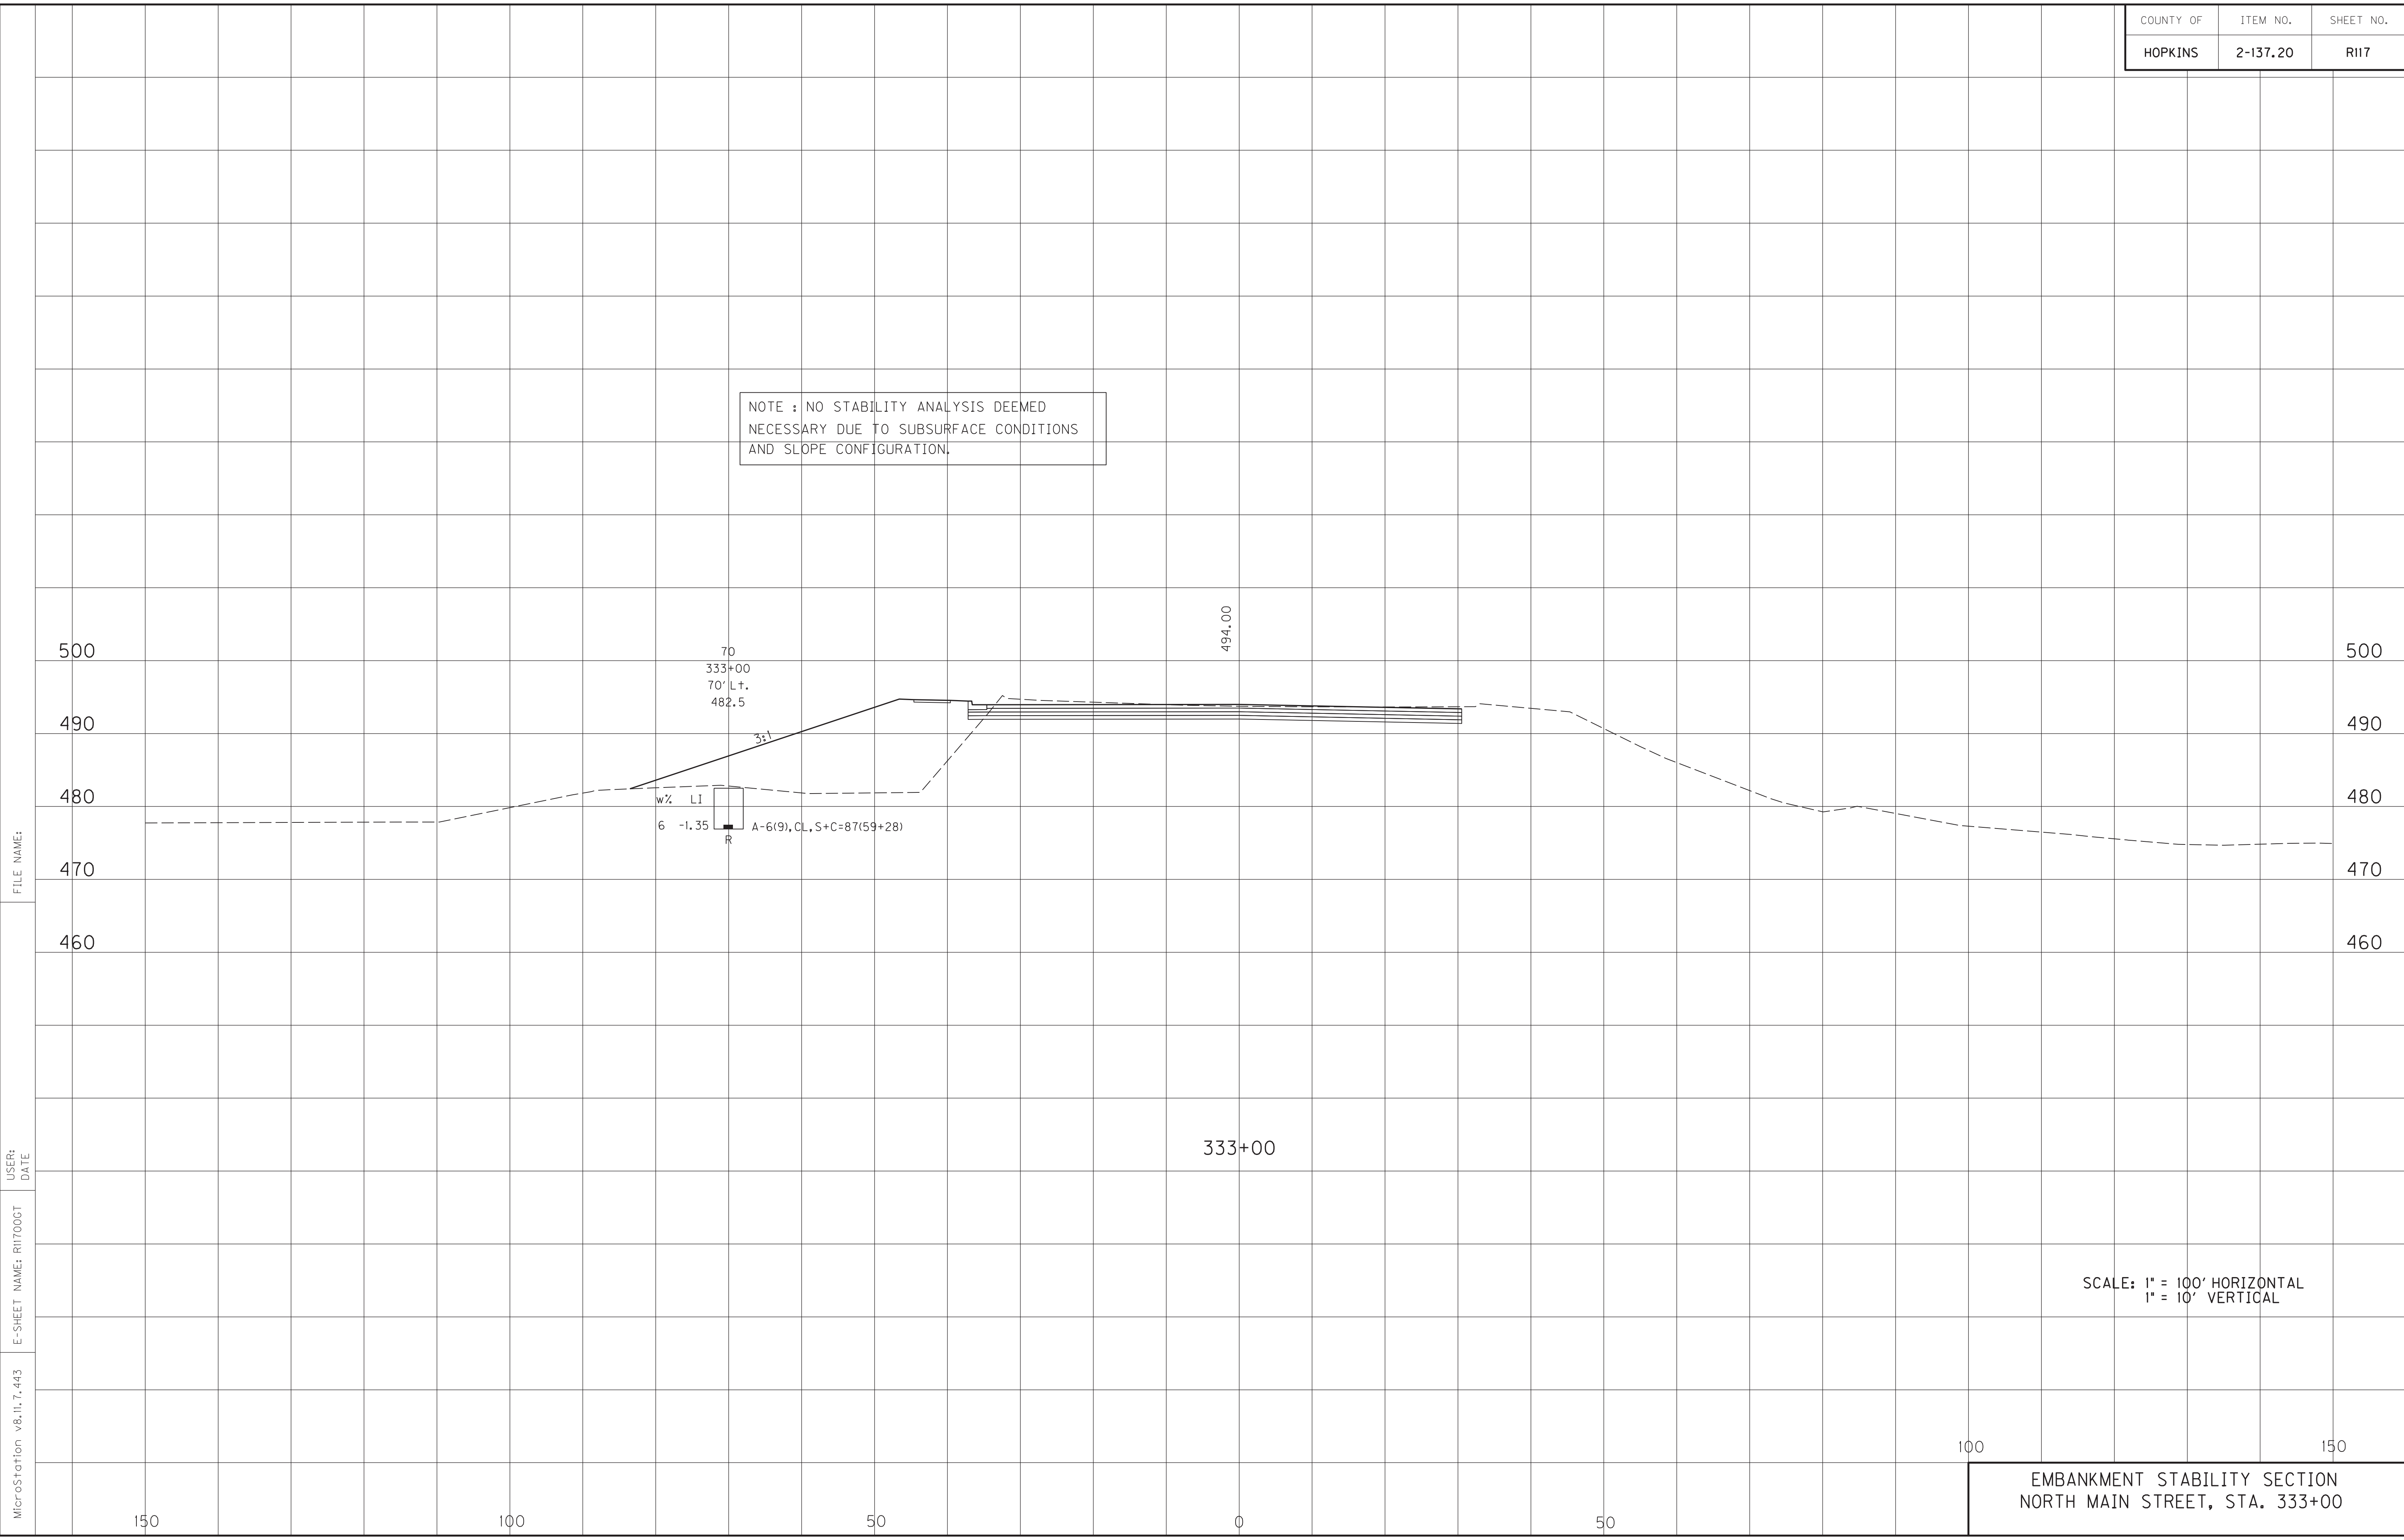 COUNTY OF ITEM NO. SHEET NO.
HOPKINS 2-137.20 R117
NOTE : NO STABILITY ANALYSIS DEEMED
NECESSARY DUE TO SUBSURFACE CONDITIONS
AND SLOPE CONFIGURATION.
494.00
500 500
70
333+00
70' Lt.
482.5
490 490
3:1
480 480
w% LI
6 -1.35 A-6(9),CL,S+C=87(59+28)
R
470 470
460 460
333+00
SCALE: 1" = 100' HORIZONTAL
1" = 10' VERTICAL
100 150
EMBANKMENT STABILITY SECTION
NORTH MAIN STREET, STA. 333+00
150 100 50 0 50
FILE NAME:
USER:
DATE
E-SHEET NAME: R11700GT
MicroStation v8.11.7.443